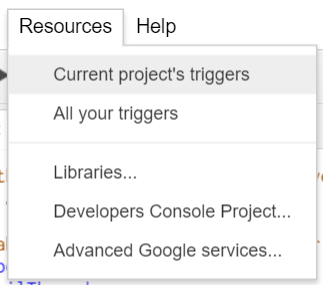 Resources Help
Current project's triggers
All your triggers
Libraries...
Developers Console Project...
Advanced Google services...